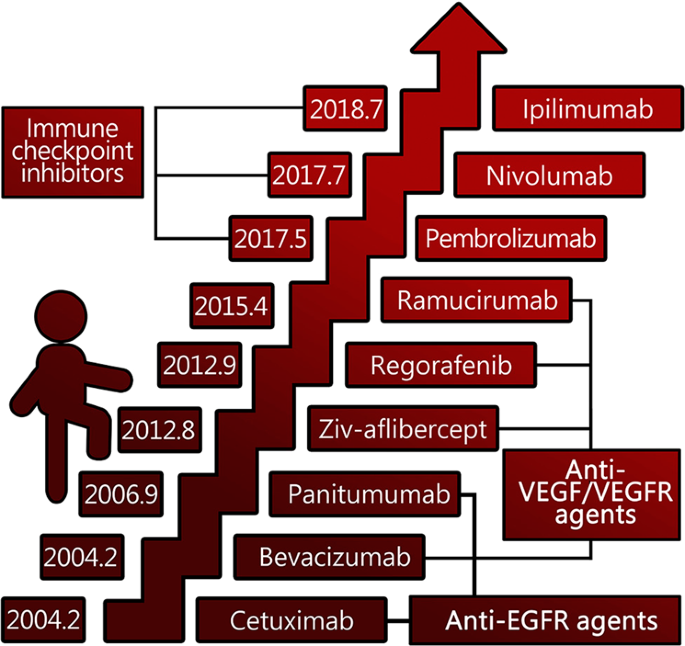 2018.7
Ipilimumab
Immune
checkpoint
inhibitors
2017.7
Nivolumab
2017.5
Pembrolizumab
2015.4
Ramucirumab
2012.9
Regorafenib
2012.8
Ziv-aflibercept
Anti-
VEGF/VEGFR
agents
2006.9
Panitumumab
2004.2
Bevacizumab
2004.2
Cetuximab
Anti-EGFR agents